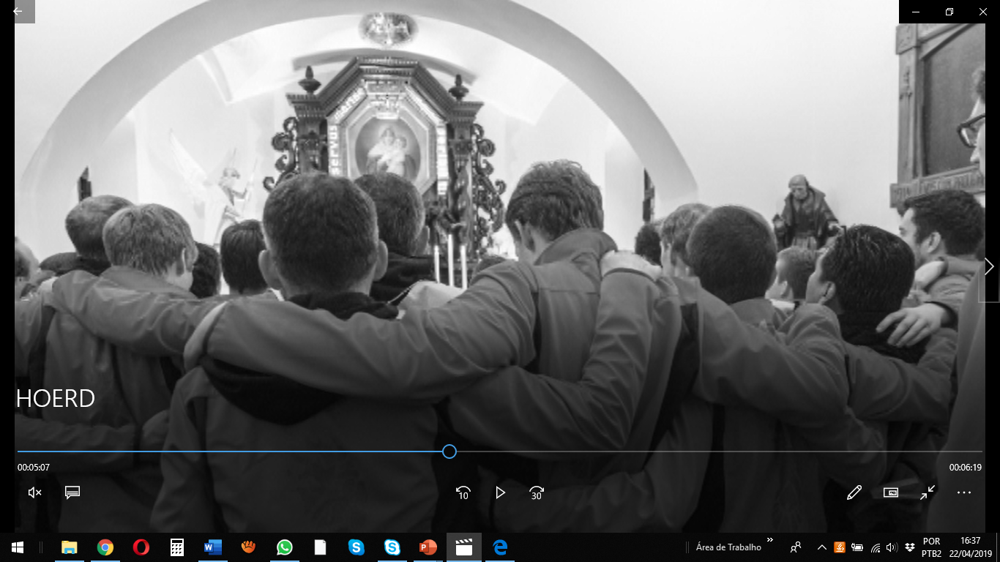 servus mariae
HOERD
00:05:07
00:06:19
10
30
Área de Trabalho
POR
PTB2
16:37
22/04/2019